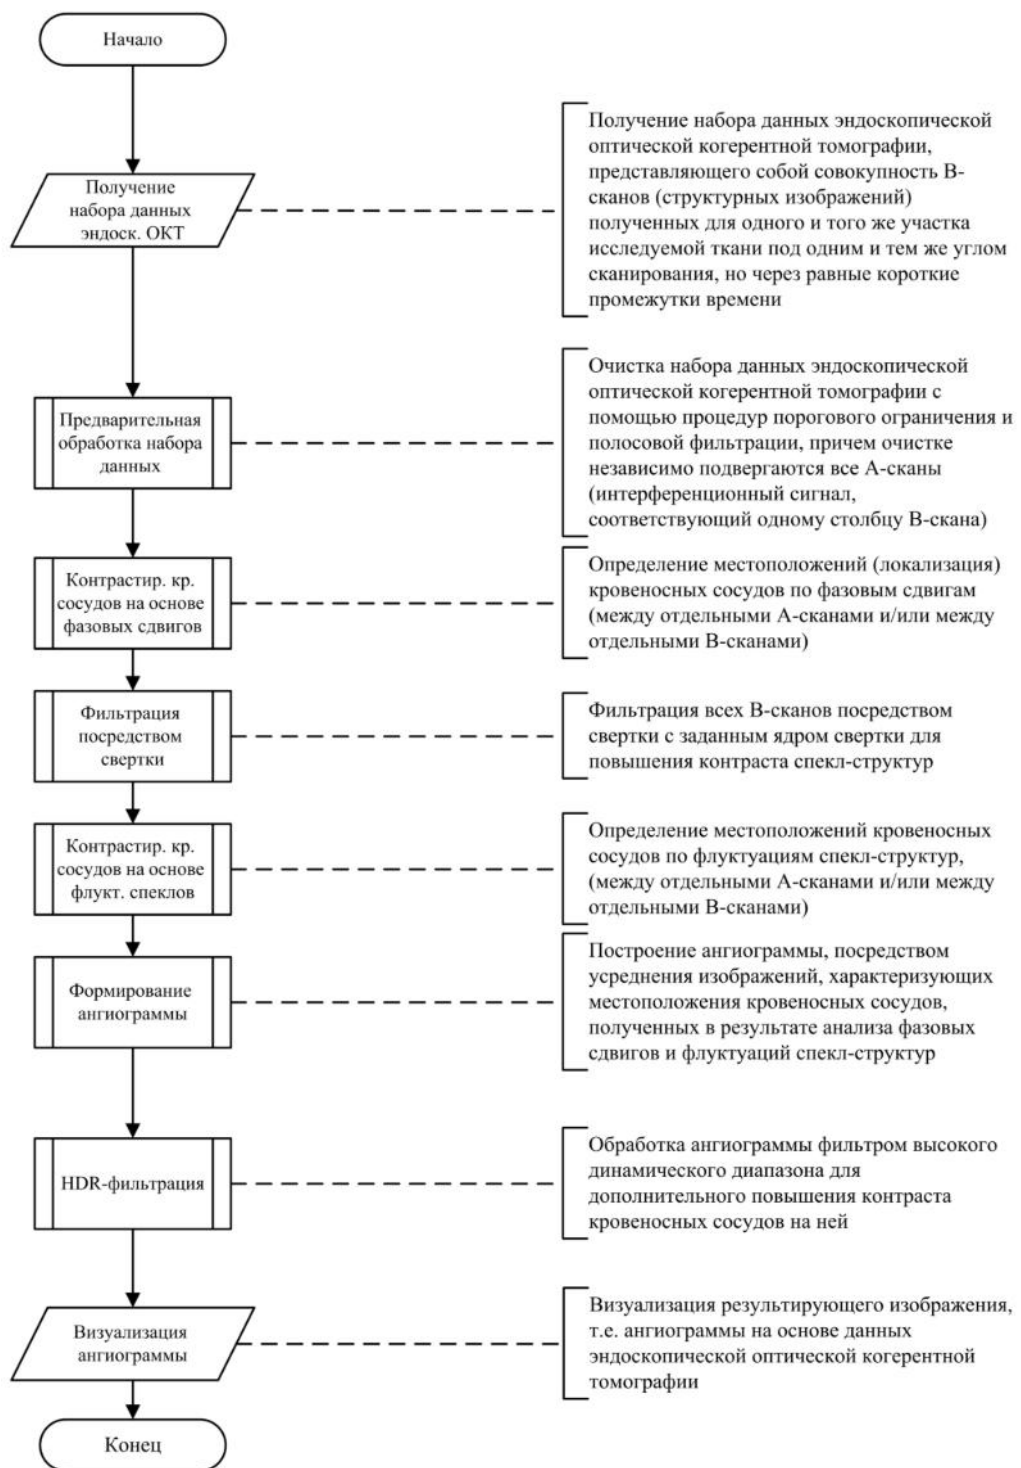 Начало
Получение
набора данных
эндоск. ОКТ
Получение набора данных эндоскопической
оптической когерентной томографии,
представляющего собой совокупность В-
сканов (структурных изображений)
полученных для одного и того же участка
исследуемой ткани под одним и тем же углом
сканирования, но через равные короткие
промежутки времени
Предварительная
обработка набора
данных
Очистка набора данных эндоскопической
оптической когерентной томографии с
помощью процедур порогового ограничения и
полосовой фильтрации, причем очистке
независимо подвергаются все А-сканы
(интерференционный сигнал,
соответствующий одному столбцу В-скана)
Контрастир. кр.
сосудов на основе
фазовых сдвигов
Определение местоположений (локализация)
кровеносных сосудов по фазовым сдвигам
(между отдельными А-сканами и/или между
отдельными В-сканами)
Фильтрация
посредством
свертки
Фильтрация всех В-сканов посредством
свертки с заданным ядром свертки для
повышения контраста спекл-структур
Контрастир. кр.
сосудов на основе
флукт. спеклов
Определение местоположений кровеносных
сосудов по флуктуациям спекл-структур,
(между отдельными А-сканами и/или между
отдельными В-сканами)
Формирование
ангиограммы
Построение ангиограммы, посредством
усреднения изображений, характеризующих
местоположения кровеносных сосудов,
полученных в результате анализа фазовых
сдвигов и флуктуаций спекл-структур
HDR-фильтрация
Обработка ангиограммы фильтром высокого
динамического диапазона для
дополнительного повышения контраста
кровеносных сосудов на ней
Визуализация
ангиограммы
Визуализация результирующего изображения,
т.е. ангиограммы на основе данных
эндоскопической оптической когерентной
томографии
Конец